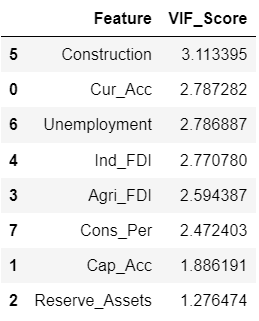 Feature VIF_Score
5 Construction 3.113395
0 Cur_Acc 2.787282
6 Unemployment 2.786887
4 Ind_FDI 2.770780
3 Agri_FDI 2.594387
7 Cons_Per 2.472403
1 Cap_Acc 1.886191
2 Reserve_Assets 1.276474